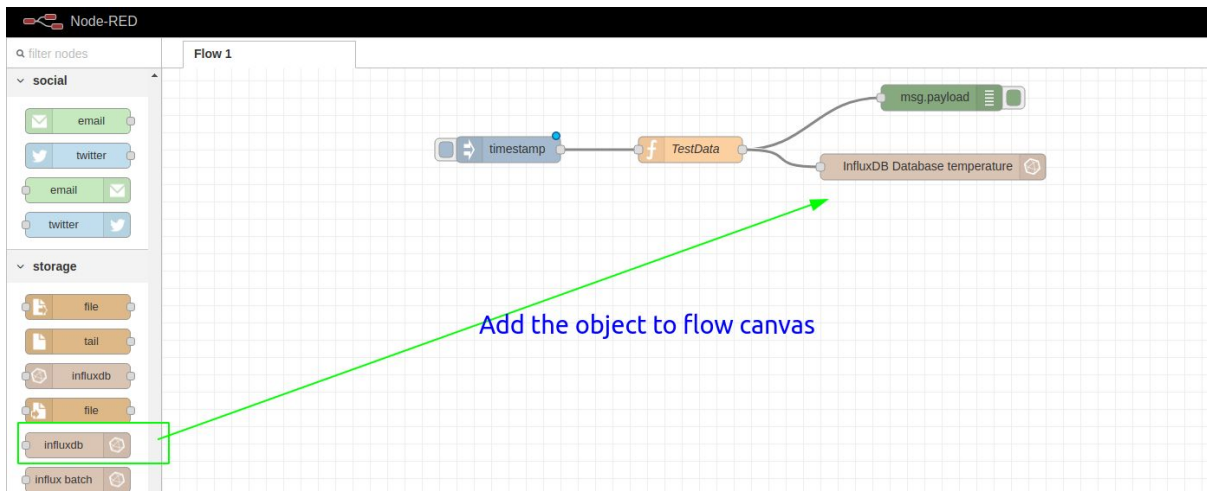 Node-RED
filter nodes
Flow 1
social
email
twitter
email
twitter
storage
file
tail
influxdb
file
influxdb
influx batch
timestamp
TestData
msg.payload
InfluxDB Database temperature
Add the object to flow canvas